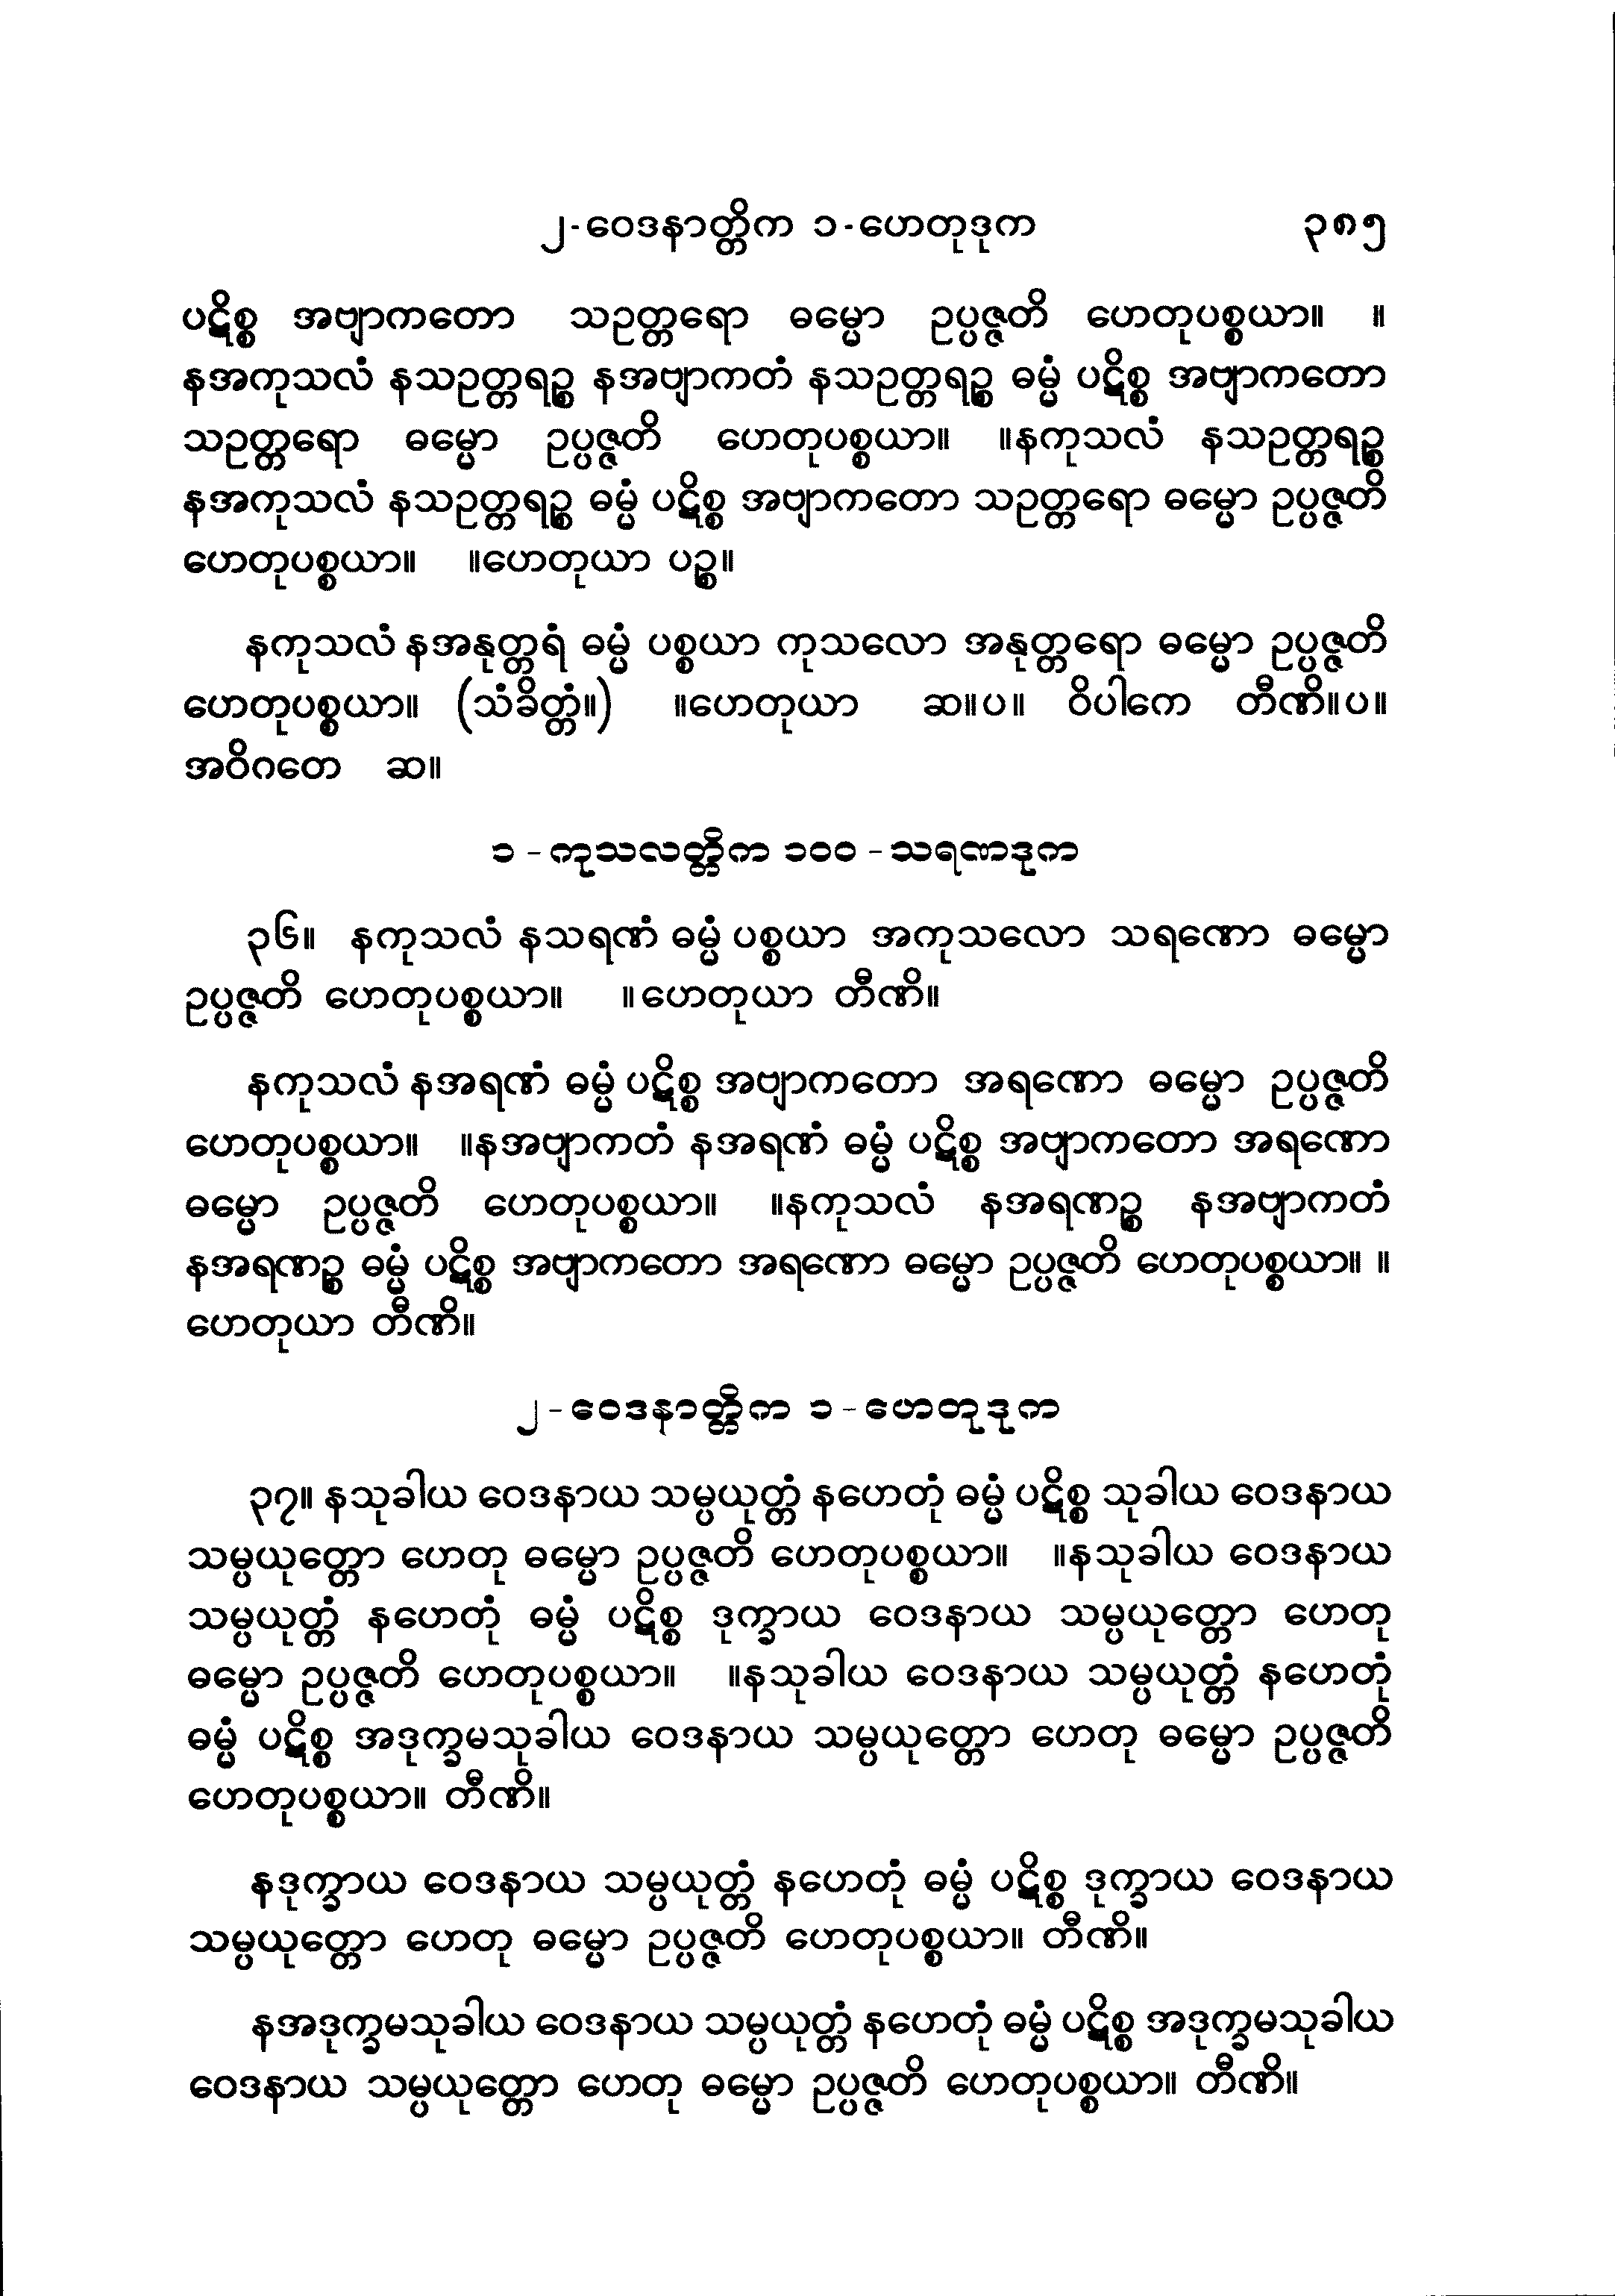 ၂-ဝေဒနာတ္တိက ၁-ဟေတုဒုက ၃၈၅
ပဋိစ္စ အဗျာကတော သဥတ္တရော ဓမ္မော ဥပ္ပဇ္ဇတိ ဟေတုပစ္စယာ။ ။
နအကုသလံ နသဥတ္တရဉ္စ နအဗျာကတံ နသဥတ္တရဉ္စ ဓမ္မံ ပဋိစ္စ အဗျာကတော
သဥတ္တရော ဓမ္မော ဥပ္ပဇ္ဇတိ ဟေတုပစ္စယာ။ ။နကုသလံ နသဥတ္တရဉ္စ
နအကုသလံ နသဥတ္တရဉ္စ ဓမ္မံ ပဋိစ္စ အဗျာကတော သဥတ္တရော ဓမ္မော ဥပ္ပဇ္ဇတိ
ဟေတုပစ္စယာ။ ။ဟေတုယာ ပဉ္စ။
နကုသလံ နအနုတ္တရံ ဓမ္မံ ပစ္စယာ ကုသလော အနုတ္တရော ဓမ္မော ဥပ္ပဇ္ဇတိ
ဟေတုပစ္စယာ။ (သံခိတ္တံ။) ။ဟေတုယာ ဆ။ပ။ ဝိပါကေ တီဏိ။ပ။
အဝိဂတေ ဆ။
၁ - ကုသလတ္တိက ၁၀၀ - သရဏဒုက
၃၆။ နကုသလံ နသရဏံ ဓမ္မံ ပစ္စယာ အကုသလော သရဏော ဓမ္မော
ဥပ္ပဇ္ဇတိ ဟေတုပစ္စယာ။ ။ဟေတုယာ တီဏိ။
နကုသလံ နအရဏံ ဓမ္မံ ပဋိစ္စ အဗျာကတော အရဏော ဓမ္မော ဥပ္ပဇ္ဇတိ
ဟေတုပစ္စယာ။ ။နအဗျာကတံ နအရဏံ ဓမ္မံ ပဋိစ္စ အဗျာကတော အရဏော
ဓမ္မော ဥပ္ပဇ္ဇတိ ဟေတုပစ္စယာ။ ။နကုသလံ နအရဏဉ္စ နအဗျာကတံ
နအရဏဉ္စ ဓမ္မံ ပဋိစ္စ အဗျာကတော အရဏော ဓမ္မော ဥပ္ပဇ္ဇတိ ဟေတုပစ္စယာ။ ။
ဟေတုယာ တီဏိ။
၂ - ဝေဒနာတ္တိက ၁ - ဟေတုဒုက
၃၇။ နသုခါယ ဝေဒနာယ သမ္ပယုတ္တံ နဟေတုံ ဓမ္မံ ပဋိစ္စ သုခါယ ဝေဒနာယ
သမ္ပယုတ္တော ဟေတု ဓမ္မော ဥပ္ပဇ္ဇတိ ဟေတုပစ္စယာ။ ။နသုခါယ ဝေဒနာယ
သမ္ပယုတ္တံ နဟေတုံ ဓမ္မံ ပဋိစ္စ ဒုက္ခာယ ဝေဒနာယ သမ္ပယုတ္တော ဟေတု
ဓမ္မော ဥပ္ပဇ္ဇတိ ဟေတုပစ္စယာ။ ။နသုခါယ ဝေဒနာယ သမ္ပယုတ္တံ နဟေတုံ
ဓမ္မံ ပဋိစ္စ အဒုက္ခမသုခါယ ဝေဒနာယ သမ္ပယုတ္တော ဟေတု ဓမ္မော ဥပ္ပဇ္ဇတိ
ဟေတုပစ္စယာ။ တီဏိ။
နဒုက္ခာယ ဝေဒနာယ သမ္ပယုတ္တံ နဟေတုံ ဓမ္မံ ပဋိစ္စ ဒုက္ခာယ ဝေဒနာယ
သမ္ပယုတ္တော ဟေတု ဓမ္မော ဥပ္ပဇ္ဇတိ ဟေတုပစ္စယာ။ တီဏိ။
နအဒုက္ခမသုခါယ ဝေဒနာယ သမ္ပယုတ္တံ နဟေတုံ ဓမ္မံ ပဋိစ္စ အဒုက္ခမသုခါယ
ဝေဒနာယ သမ္ပယုတ္တော ဟေတု ဓမ္မော ဥပ္ပဇ္ဇတိ ဟေတုပစ္စယာ။ တီဏိ။